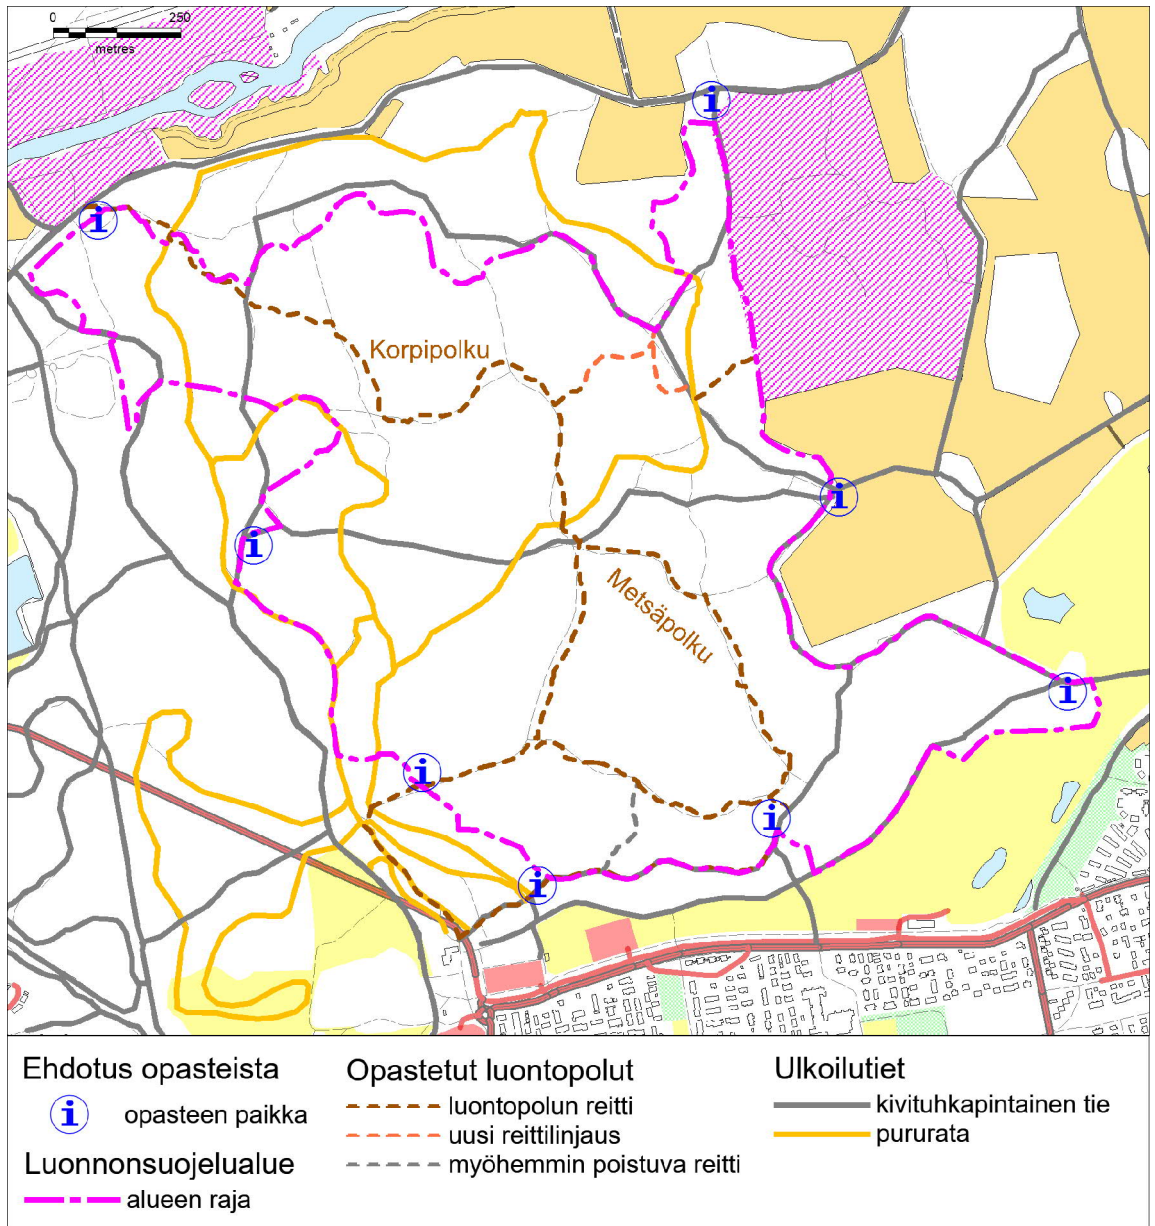 0 250
metres
i
i
Korpipolku
i
i
Metsäpolku
i
i
i
i
Ehdotus opasteista
i opasteen paikka
Luonnonsuojelualue
alueen raja
Opastetut luontopolut
luontopolun reitti
uusi reittilinjaus
myöhemmin poistuva reitti
Ulkoilutiet
kivituhkapintainen tie
pururata